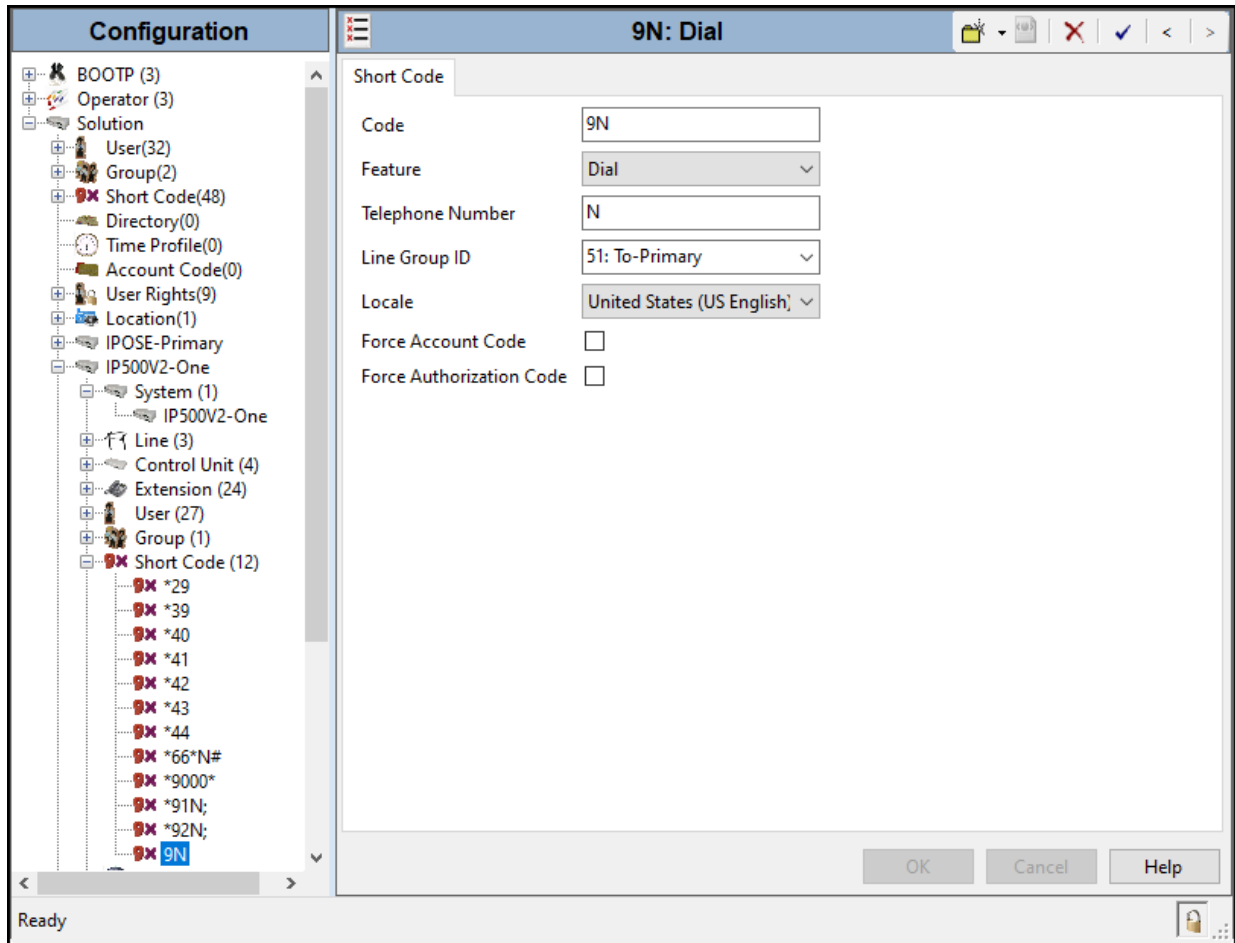 Configuration
BOOTP (3)
Operator (3)
Solution
User(32)
Group(2)
Short Code(48)
Directory(0)
Time Profile(0)
Account Code(0)
User Rights(9)
Location(1)
IPOSE-Primary
IP500V2-One
System (1)
IP500V2-One
Line (3)
Control Unit (4)
Extension (24)
User (27)
Group (1)
Short Code (12)
*29
*39
*40
*41
*42
*43
*44
*66*N#
*9000*
*91N;
*92N;
9N
9N: Dial
Short Code
Code 9N
Feature Dial
Telephone Number N
Line Group ID 51: To-Primary
Locale United States (US English)
Force Account Code
Force Authorization Code
OK Cancel Help
Ready